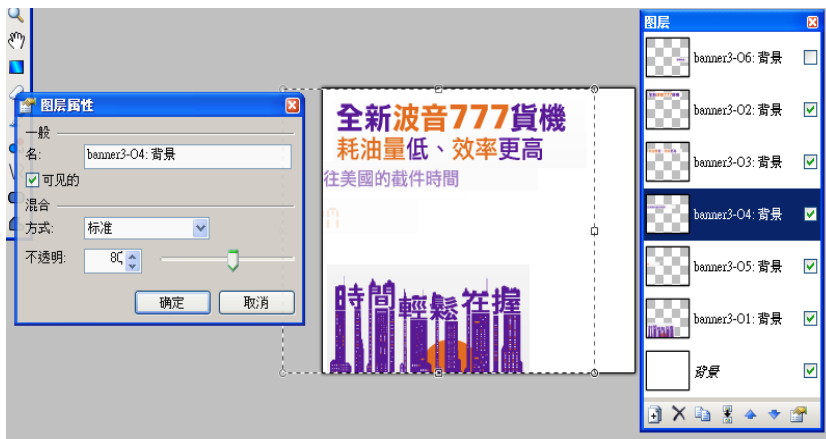 图层
banner3-06: 背景
banner3-02: 背景
banner3-03: 背景
banner3-04: 背景
banner3-05: 背景
banner3-01: 背景
背景
图层属性
一般
名:
banner3-04: 背景
可见的
混合
方式:
标准
不透明:
确定
取消
全新波音777貨機
耗油量低、效率更高
往美國的截件時間
時間輕鬆在握